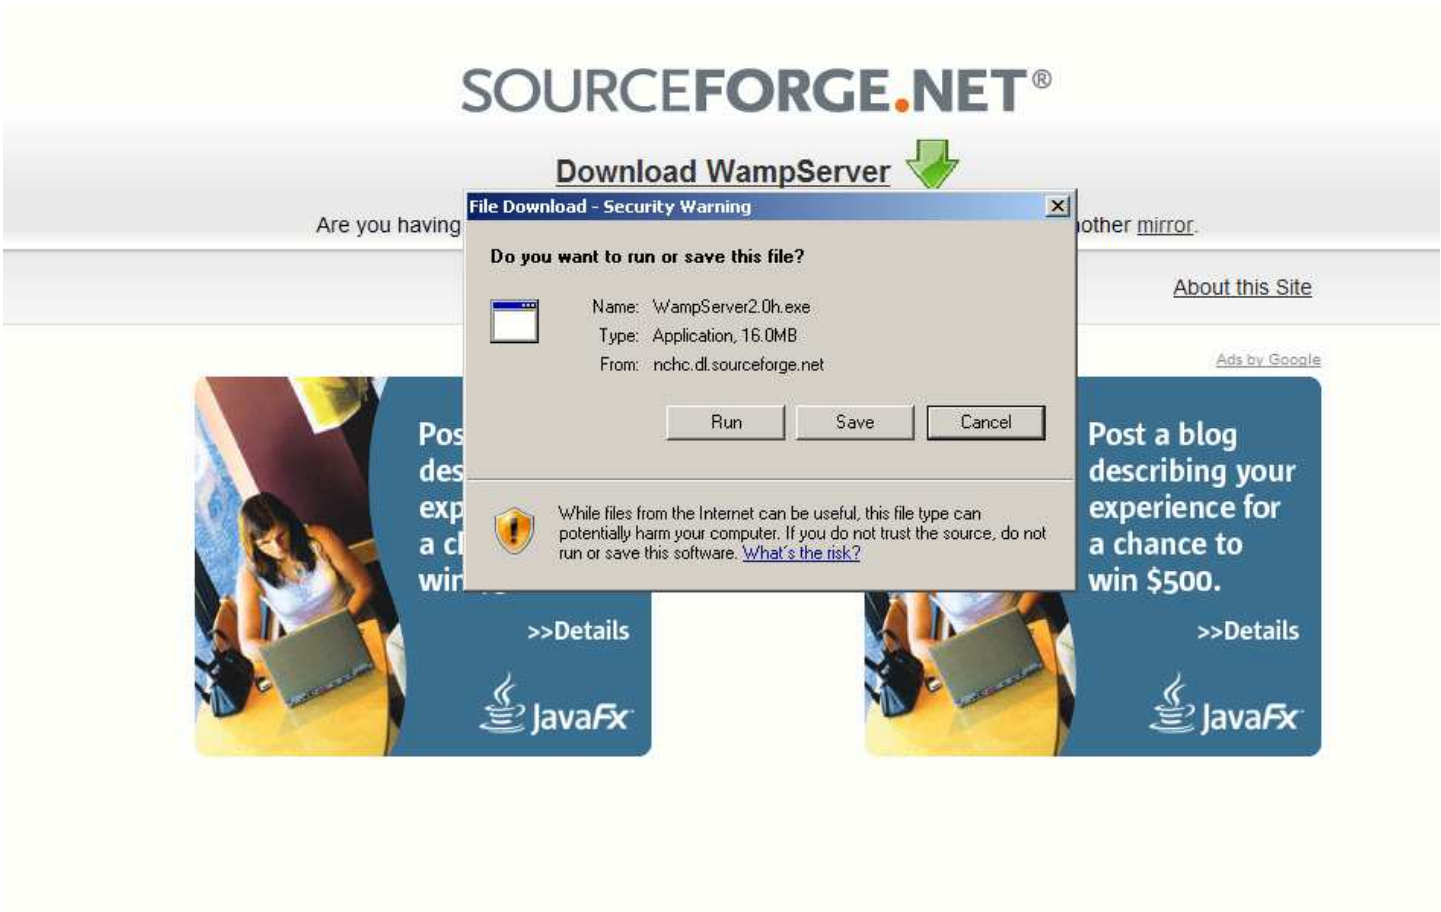 SOURCEFORGE.NET®
Download WampServer
Are you having
other mirror.
About this Site
File Download - Security Warning
Do you want to run or save this file?
Name: WampServer2.0h.exe
Type: Application, 16.0MB
From: nchc.dl.sourceforge.net
Run Save Cancel
While files from the Internet can be useful, this file type can
potentially harm your computer. If you do not trust the source, do not
run or save this software. What's the risk?
Ads by Google
Pos
des
exp
a cl
win
>>Details
JavaFx
Post a blog
describing your
experience for
a chance to
win $500.
>>Details
JavaFx